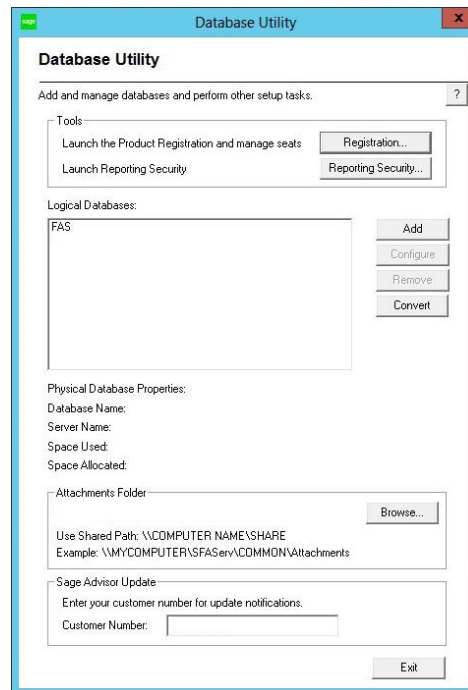 sage
Database Utility
x
Database Utility
Add and manage databases and perform other setup tasks.
?
Tools
Launch the Product Registration and manage seats
Registration...
Launch Reporting Security
Reporting Security...
Logical Databases:
FAS
Add
Configure
Remove
Convert
Physical Database Properties:
Database Name:
Server Name:
Space Used:
Space Allocated:
Attachments Folder
Browse...
Use Shared Path: \\COMPUTER NAME\SHARE
Example: \\MYCOMPUTER\SFAServ\COMMON\Attachments
Sage Advisor Update
Enter your customer number for update notifications.
Customer Number:
Exit